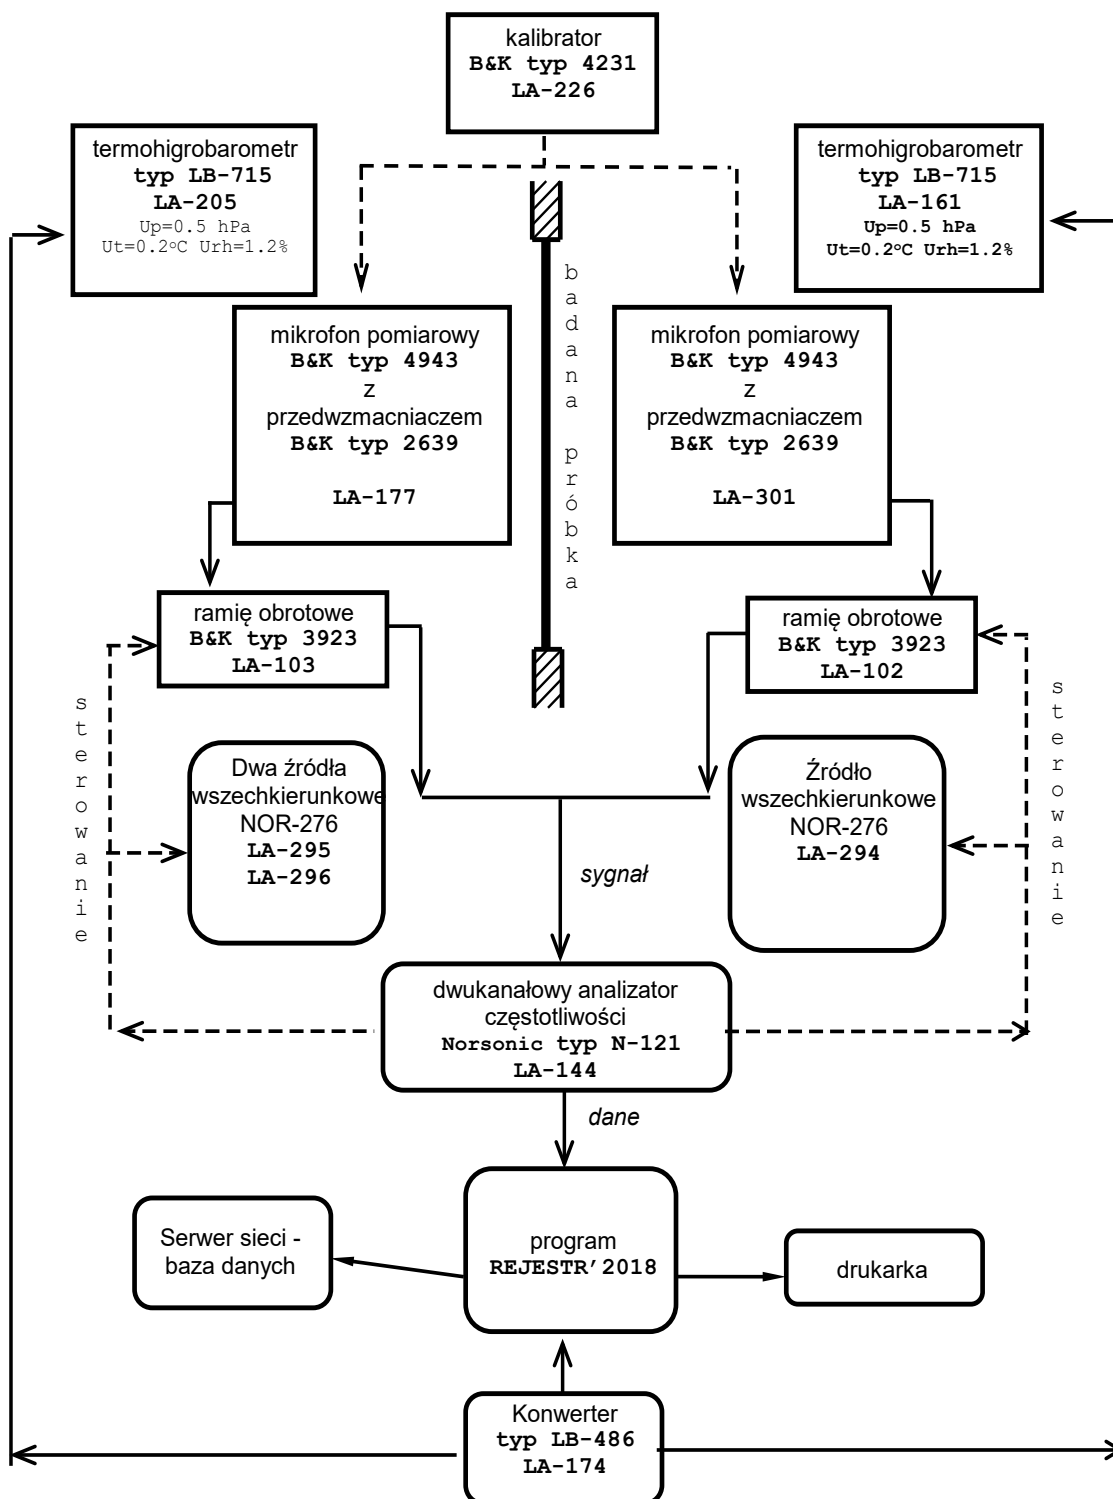 kalibrator
B&K typ 4231
LA-226
termohigrobarometr
typ LB-715
LA-205
Up=0.5 hPa
Ut=0.2°C Urh=1.2%
termohigrobarometr
typ LB-715
LA-161
Up=0.5 hPa
Ut=0.2°C Urh=1.2%
mikrofon pomiarowy
B&K typ 4943
z
przedwzmacniaczem
B&K typ 2639
LA-177
badana próbka
mikrofon pomiarowy
B&K typ 4943
z
przedwzmacniaczem
B&K typ 2639
LA-301
ramię obrotowe
B&K typ 3923
LA-103
ramię obrotowe
B&K typ 3923
LA-102
sterowanie
Dwa źródła
wszechkierunkowe
NOR-276
LA-295
LA-296
Źródło
wszechkierunkowe
NOR-276
LA-294
sterowanie
sygnał
dwukanałowy analizator
częstotliwości
Norsonic typ N-121
LA-144
dane
Serwer sieci -
baza danych
program
REJESTR'2018
drukarka
Konwerter
typ LB-486
LA-174